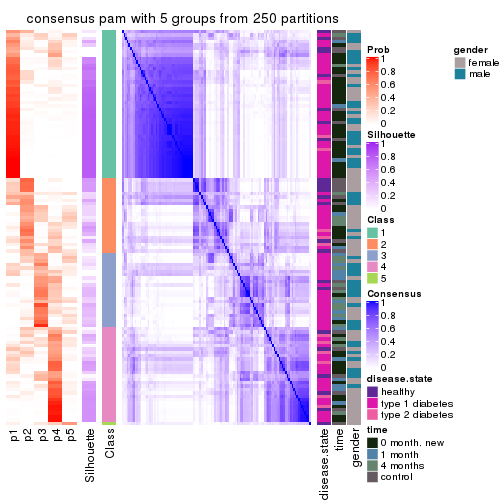 consensus pam with 5 groups from 250 partitions
Prob
1
0.8
0.6
0.4
0.2
0
gender
female
male
Silhouette
1
0.8
0.6
0.4
0.2
0
Class
1
2
3
4
5
Consensus
1
0.8
0.6
0.4
0.2
0
disease.state
healthy
type 1 diabetes
type 2 diabetes
time
0 month. new
1 month
4 months
control
p1
p2
p3
p4
p5
Silhouette
Class
disease.state
time
gender